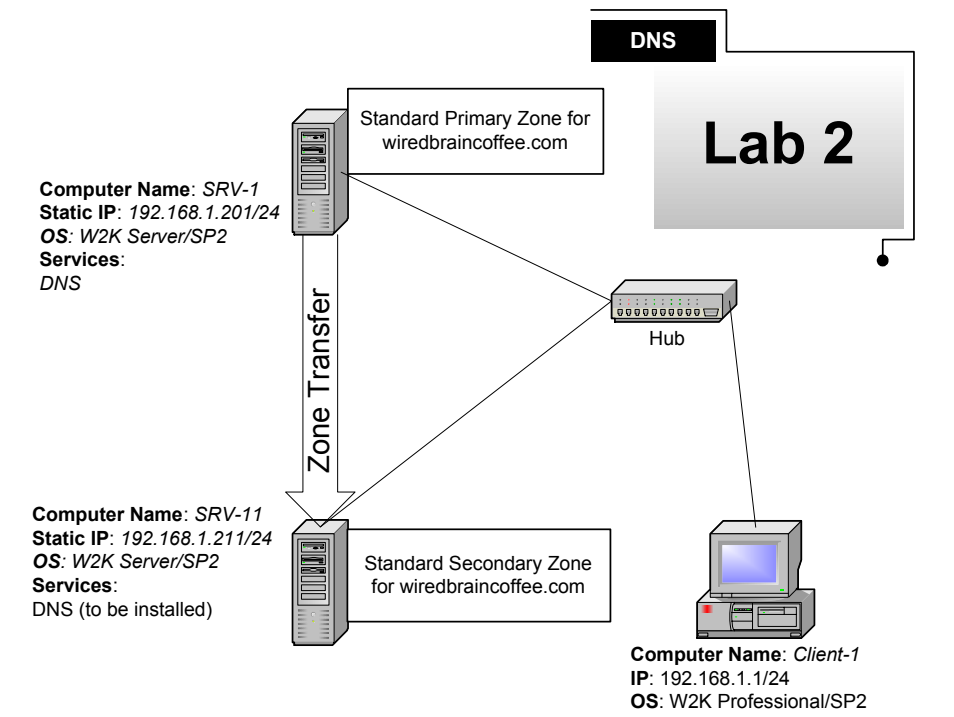 DNS
Lab 2
Standard Primary Zone for
wiredbraincoffee.com
Computer Name: SRV-1
Static IP: 192.168.1.201/24
OS: W2K Server/SP2
Services:
DNS
Hub
Zone Transfer
Computer Name: SRV-11
Static IP: 192.168.1.211/24
OS: W2K Server/SP2
Services:
DNS (to be installed)
Standard Secondary Zone
for wiredbraincoffee.com
Computer Name: Client-1
IP: 192.168.1.1/24
OS: W2K Professional/SP2